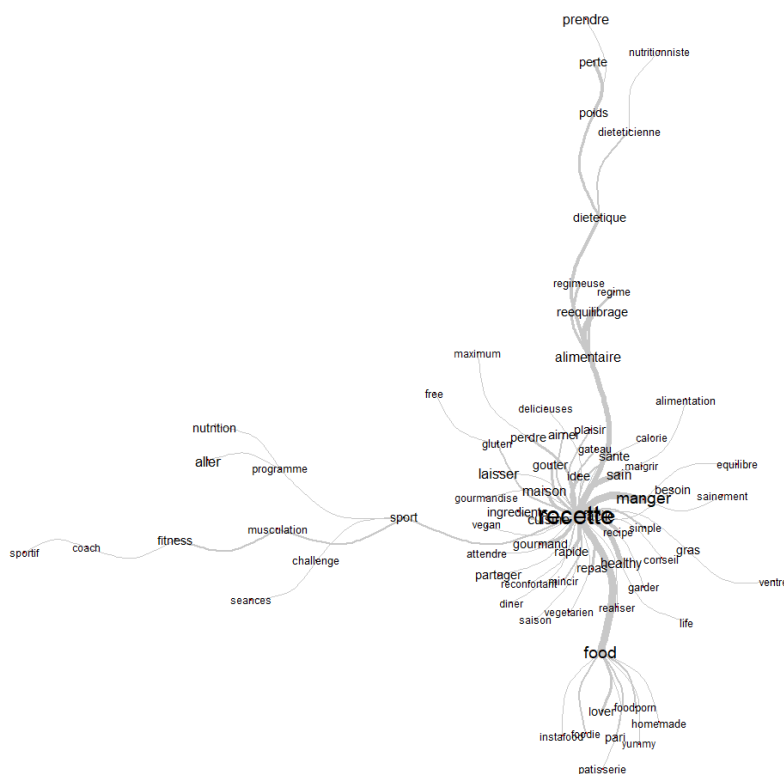 prendre
nutritionniste
perte
poids
dieteticienne
dietetique
regimeuse
regime
reequilibrage
maximum
alimentaire
free
delicieuses
alimentation
nutrition
plaisir
perdre
aimer
calorie
gluten
gateau
sante
aller
programme
gouter
maigrir
equilibre
laisser
idee
sain
besoin
maison
gourmandise
manger
sainement
ingredient
recette
sport
cuisine
vegan
simple
musculation
recipe
fitness
gourmand
sportif
coach
attendre
rapide
gras
challenge
healthy
conseil
partager
repas
reconfortant
mincir
ventre
garder
seances
diner
vegetarien
realiser
saison
life
food
lover
foodporn
homemade
instafood
foodie
pari
yummy
patisserie